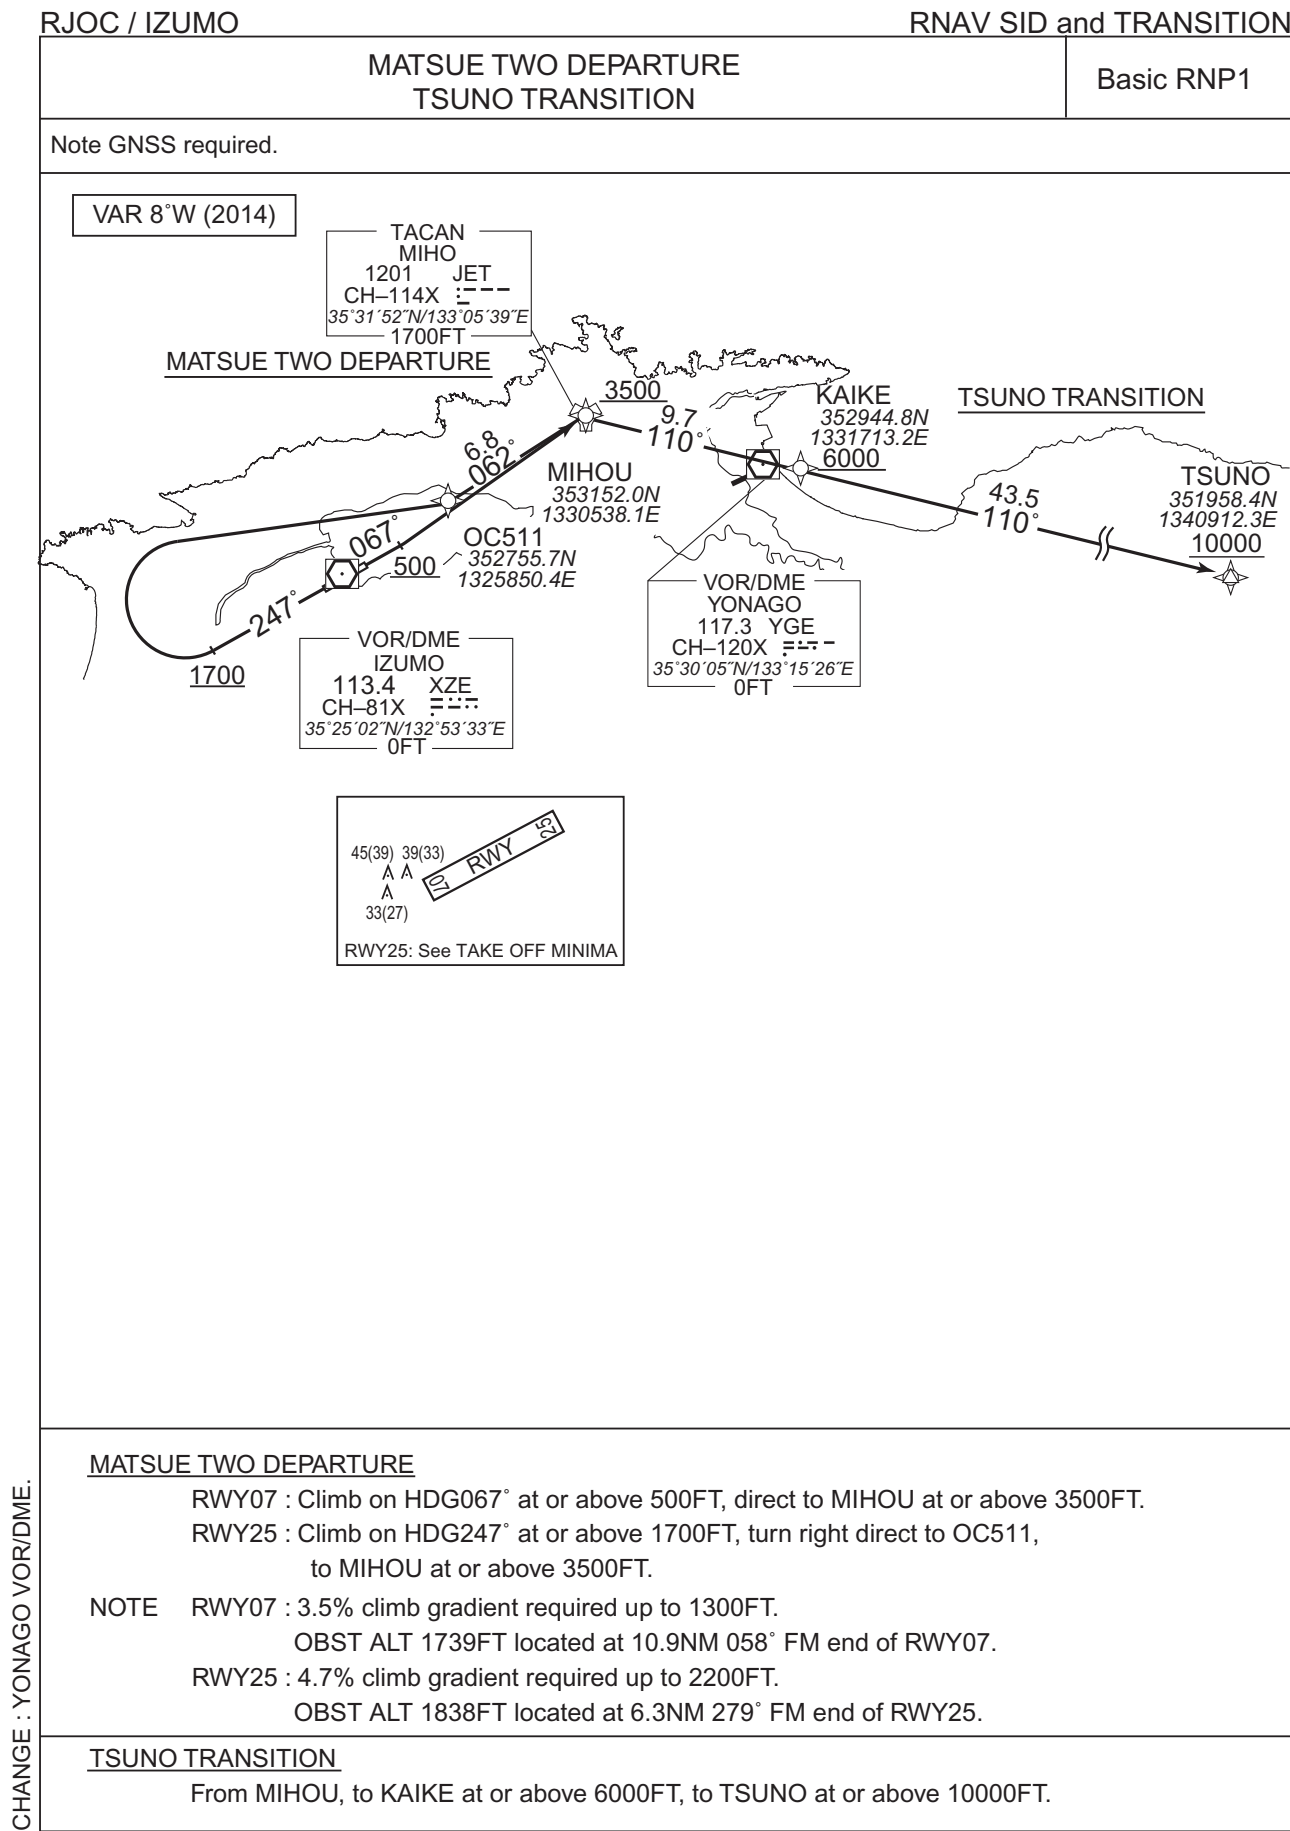 RJOC / IZUMO
RNAV SID and TRANSITION
MATSUE TWO DEPARTURE
TSUNO TRANSITION
Basic RNP1
Note GNSS required.
VAR 8˚W (2014)
TACAN
MIHO
1201 JET
CH–114X
35˚31´52˝N/133˚05´39˝E
1700FT
MATSUE TWO DEPARTURE
3500
9.7
110˚
KAIKE
352944.8N
1331713.2E
6000
TSUNO TRANSITION
6.8
062˚
MIHOU
353152.0N
1330538.1E
TSUNO
351958.4N
1340912.3E
10000
43.5
110˚
067˚
OC511
352755.7N
1325850.4E
500
247˚
1700
VOR/DME
YONAGO
117.3 YGE
CH–120X
35˚30´05˝N/133˚15´26˝E
0FT
VOR/DME
IZUMO
113.4 XZE
CH–81X
35˚25´02˝N/132˚53´33˝E
0FT
45(39) 39(33)
33(27)
07 RWY 25
RWY25: See TAKE OFF MINIMA
MATSUE TWO DEPARTURE
RWY07 : Climb on HDG067˚ at or above 500FT, direct to MIHOU at or above 3500FT.
RWY25 : Climb on HDG247˚ at or above 1700FT, turn right direct to OC511,
to MIHOU at or above 3500FT.
NOTE RWY07 : 3.5% climb gradient required up to 1300FT.
OBST ALT 1739FT located at 10.9NM 058˚ FM end of RWY07.
RWY25 : 4.7% climb gradient required up to 2200FT.
OBST ALT 1838FT located at 6.3NM 279˚ FM end of RWY25.
TSUNO TRANSITION
From MIHOU, to KAIKE at or above 6000FT, to TSUNO at or above 10000FT.
CHANGE : YONAGO VOR/DME.